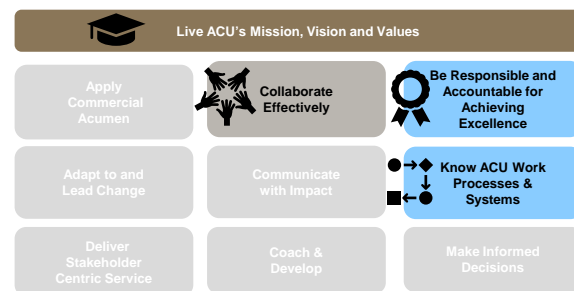 Live ACU's Mission, Vision and Values
Apply
Commercial
Acumen
Collaborate
Effectively
Be Responsible and
Accountable for
Achieving
Excellence
Adapt to and
Lead Change
Communicate
with Impact
Know ACU Work
Processes &
Systems
Deliver
Stakeholder
Centric Service
Coach &
Develop
Make Informed
Decisions